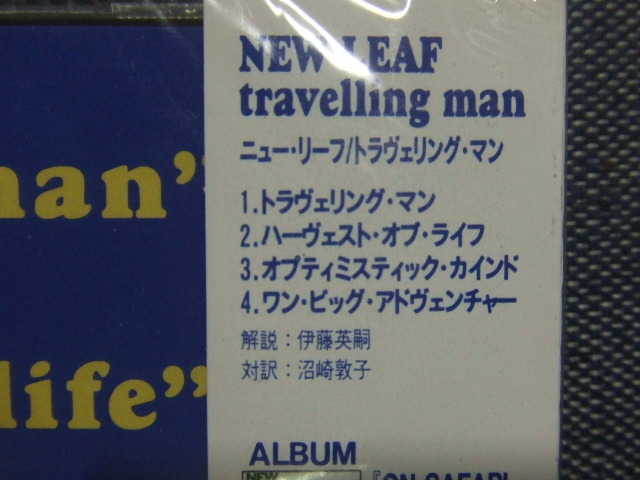 NEW LEAF
travelling man
ニュー・リーフ/トラヴェリング・マン
1.トラヴェリング・マン
2.ハーヴェスト・オブ・ライフ
3.オプティミスティック・カインド
4.ワン・ビッグ・アドヴェンチャー
解説：伊藤英嗣
対訳：沼崎敦子
ALBUM
NEW
『ON SAFARI
life”